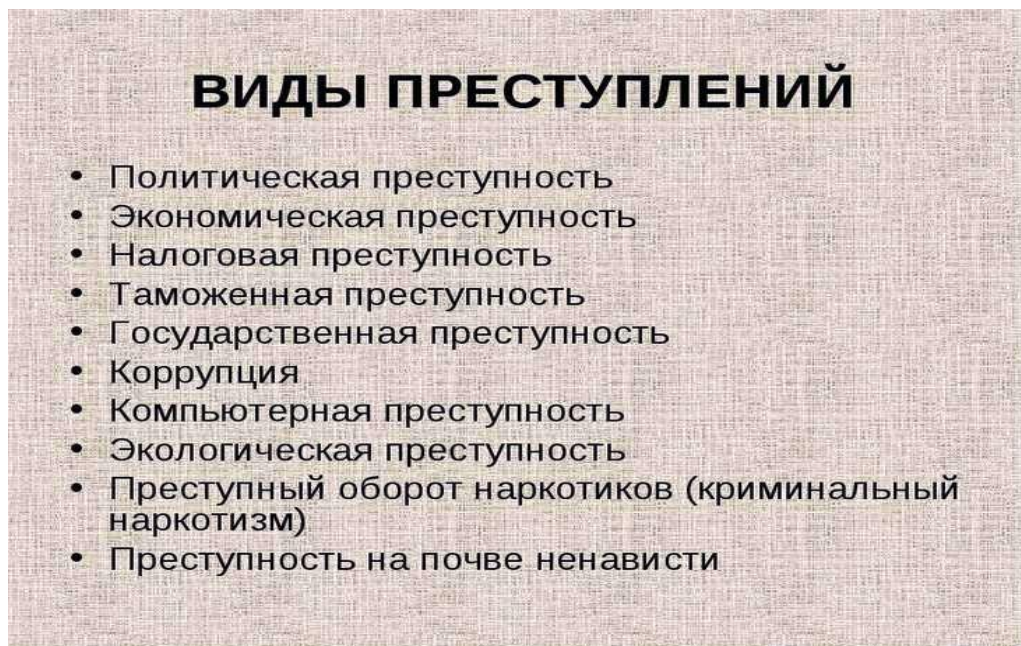 ВИДЫ ПРЕСТУПЛЕНИЙ
• Политическая преступность
• Экономическая преступность
• Налоговая преступность
• Таможенная преступность
• Государственная преступность
• Коррупция
• Компьютерная преступность
• Экологическая преступность
• Преступный оборот наркотиков (криминальный
наркотизм)
• Преступность на почве ненависти